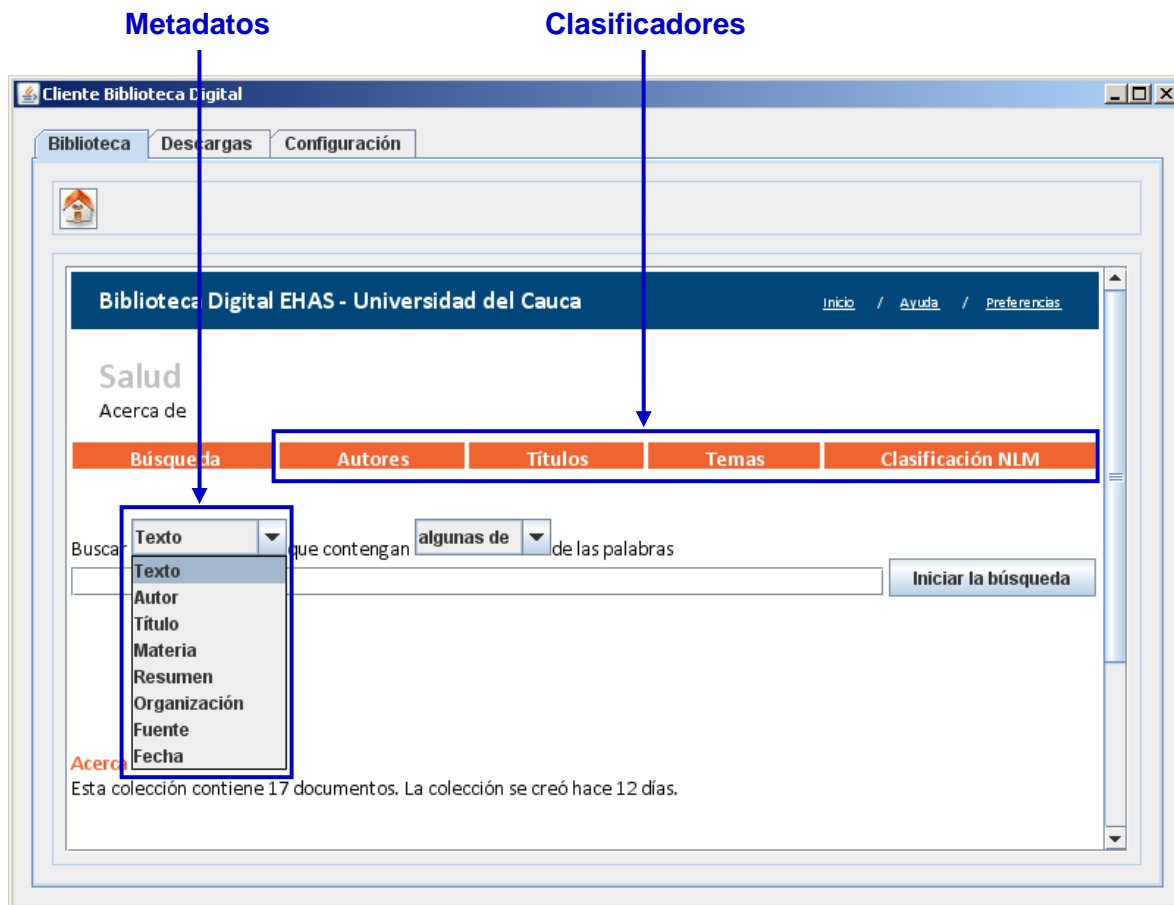 Metadatos Clasificadores
Cliente Biblioteca Digital
Biblioteca Descargas Configuración
Biblioteca Digital EHAS - Universidad del Cauca Inicio / Ayuda / Preferencias
Salud
Acerca de
Búsqueda Autores Títulos Temas Clasificación NLM
Buscar Texto que contengan algunas de de las palabras
Texto
Iniciar la búsqueda
Autor
Título
Materia
Resumen
Organización
Fuente
Fecha
Acerca
Esta colección contiene 17 documentos. La colección se creó hace 12 días.